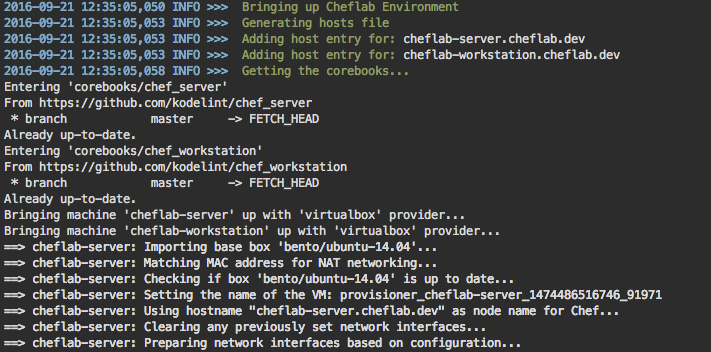 2016-09-21 12:35:05,050 INFO >>>  Bringing up Cheflab Environment
2016-09-21 12:35:05,053 INFO >>>  Generating hosts file
2016-09-21 12:35:05,053 INFO >>>  Adding host entry for: cheflab-server.cheflab.dev
2016-09-21 12:35:05,053 INFO >>>  Adding host entry for: cheflab-workstation.cheflab.dev
2016-09-21 12:35:05,058 INFO >>>  Getting the corebooks...
Entering 'corebooks/chef_server'
From https://github.com/kodelint/chef_server
 * branch            master     -> FETCH_HEAD
Already up-to-date.
Entering 'corebooks/chef_workstation'
From https://github.com/kodelint/chef_workstation
 * branch            master     -> FETCH_HEAD
Already up-to-date.
Bringing machine 'cheflab-server' up with 'virtualbox' provider...
Bringing machine 'cheflab-workstation' up with 'virtualbox' provider...
==> cheflab-server: Importing base box 'bento/ubuntu-14.04'...
==> cheflab-server: Matching MAC address for NAT networking...
==> cheflab-server: Checking if box 'bento/ubuntu-14.04' is up to date...
==> cheflab-server: Setting the name of the VM: provisioner_cheflab-server_1474486516746_91971
==> cheflab-server: Using hostname "cheflab-server.cheflab.dev" as node name for Chef...
==> cheflab-server: Clearing any previously set network interfaces...
==> cheflab-server: Preparing network interfaces based on configuration...